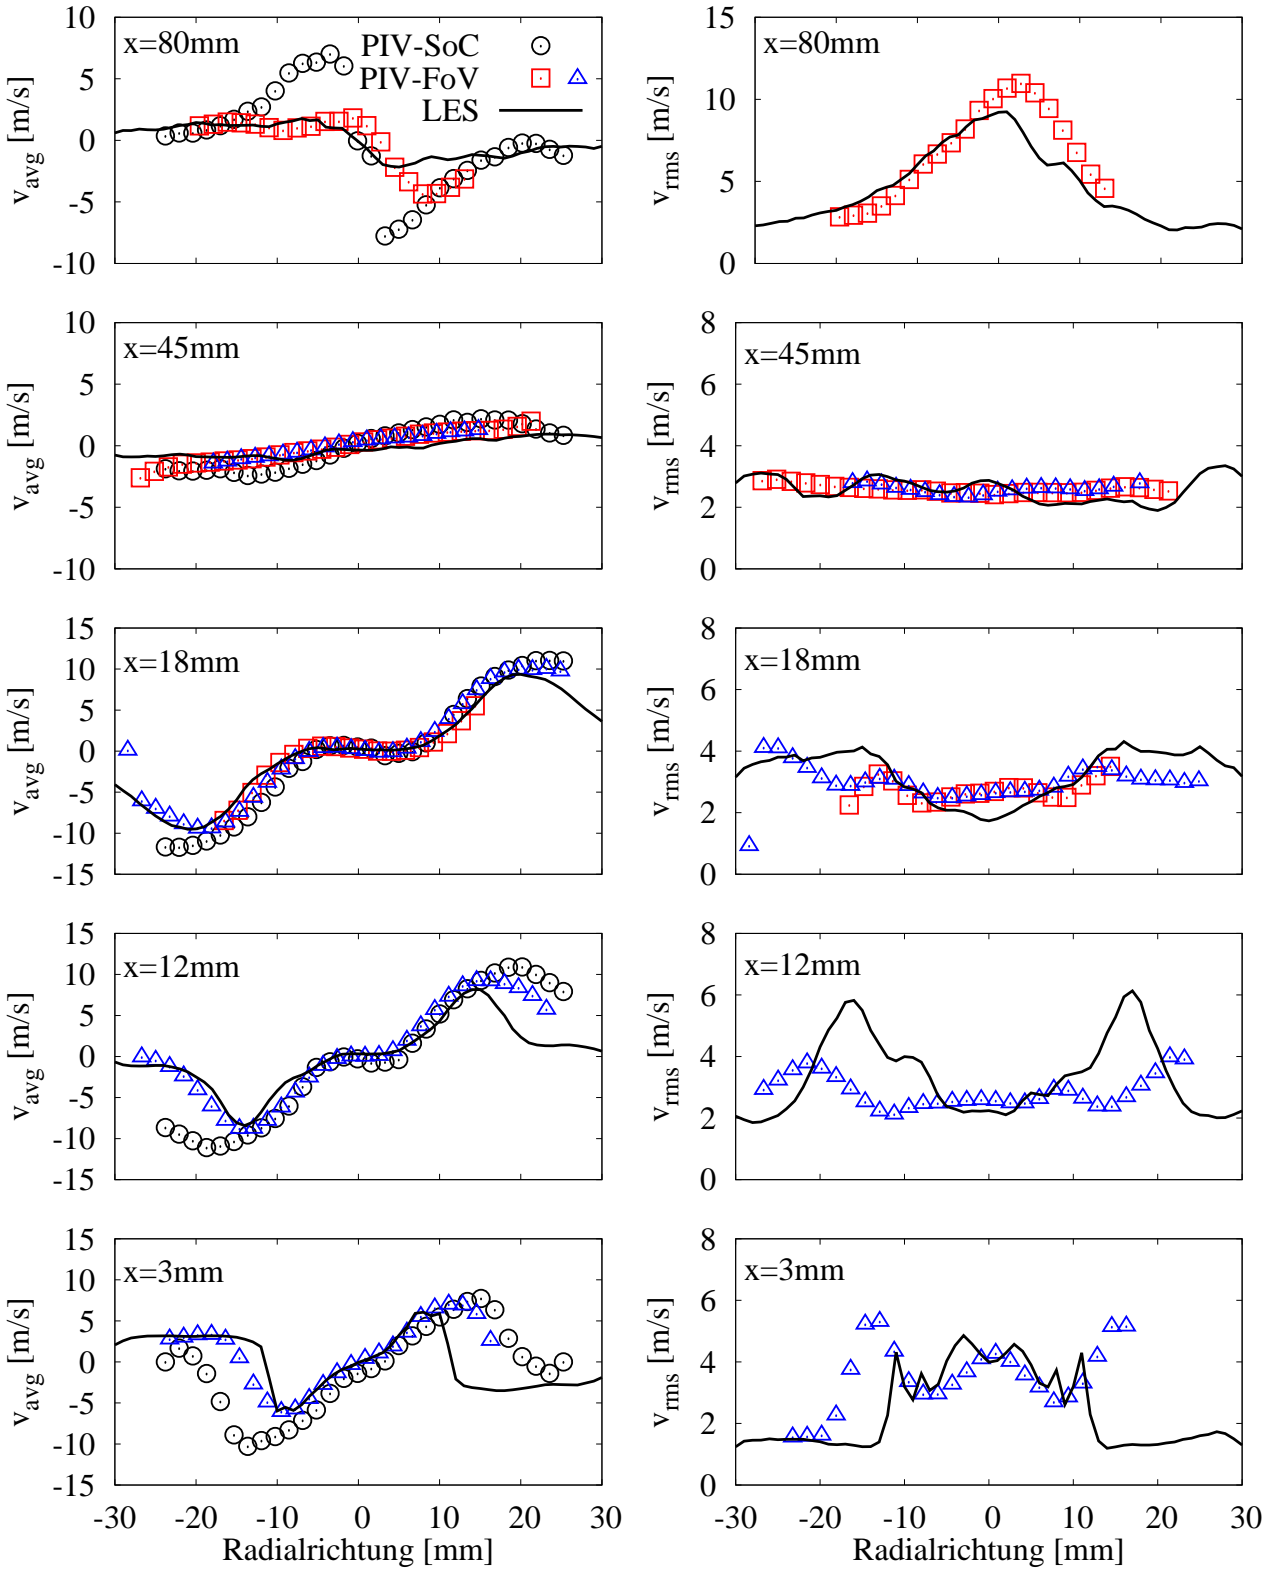 x=80mm
PIV-SoC
PIV-FoV
LES
10
5
0
-5
-10
v_avg [m/s]
x=80mm
15
10
5
0
v_rms [m/s]
x=45mm
10
5
0
-5
-10
v_avg [m/s]
x=45mm
8
6
4
2
0
v_rms [m/s]
x=18mm
15
10
5
0
-5
-10
-15
v_avg [m/s]
x=18mm
8
6
4
2
0
v_rms [m/s]
x=12mm
15
10
5
0
-5
-10
-15
v_avg [m/s]
x=12mm
8
6
4
2
0
v_rms [m/s]
x=3mm
15
10
5
0
-5
-10
-15
v_avg [m/s]
-30 -20 -10 0 10 20 30
Radialrichtung [mm]
x=3mm
8
6
4
2
0
v_rms [m/s]
-30 -20 -10 0 10 20 30
Radialrichtung [mm]